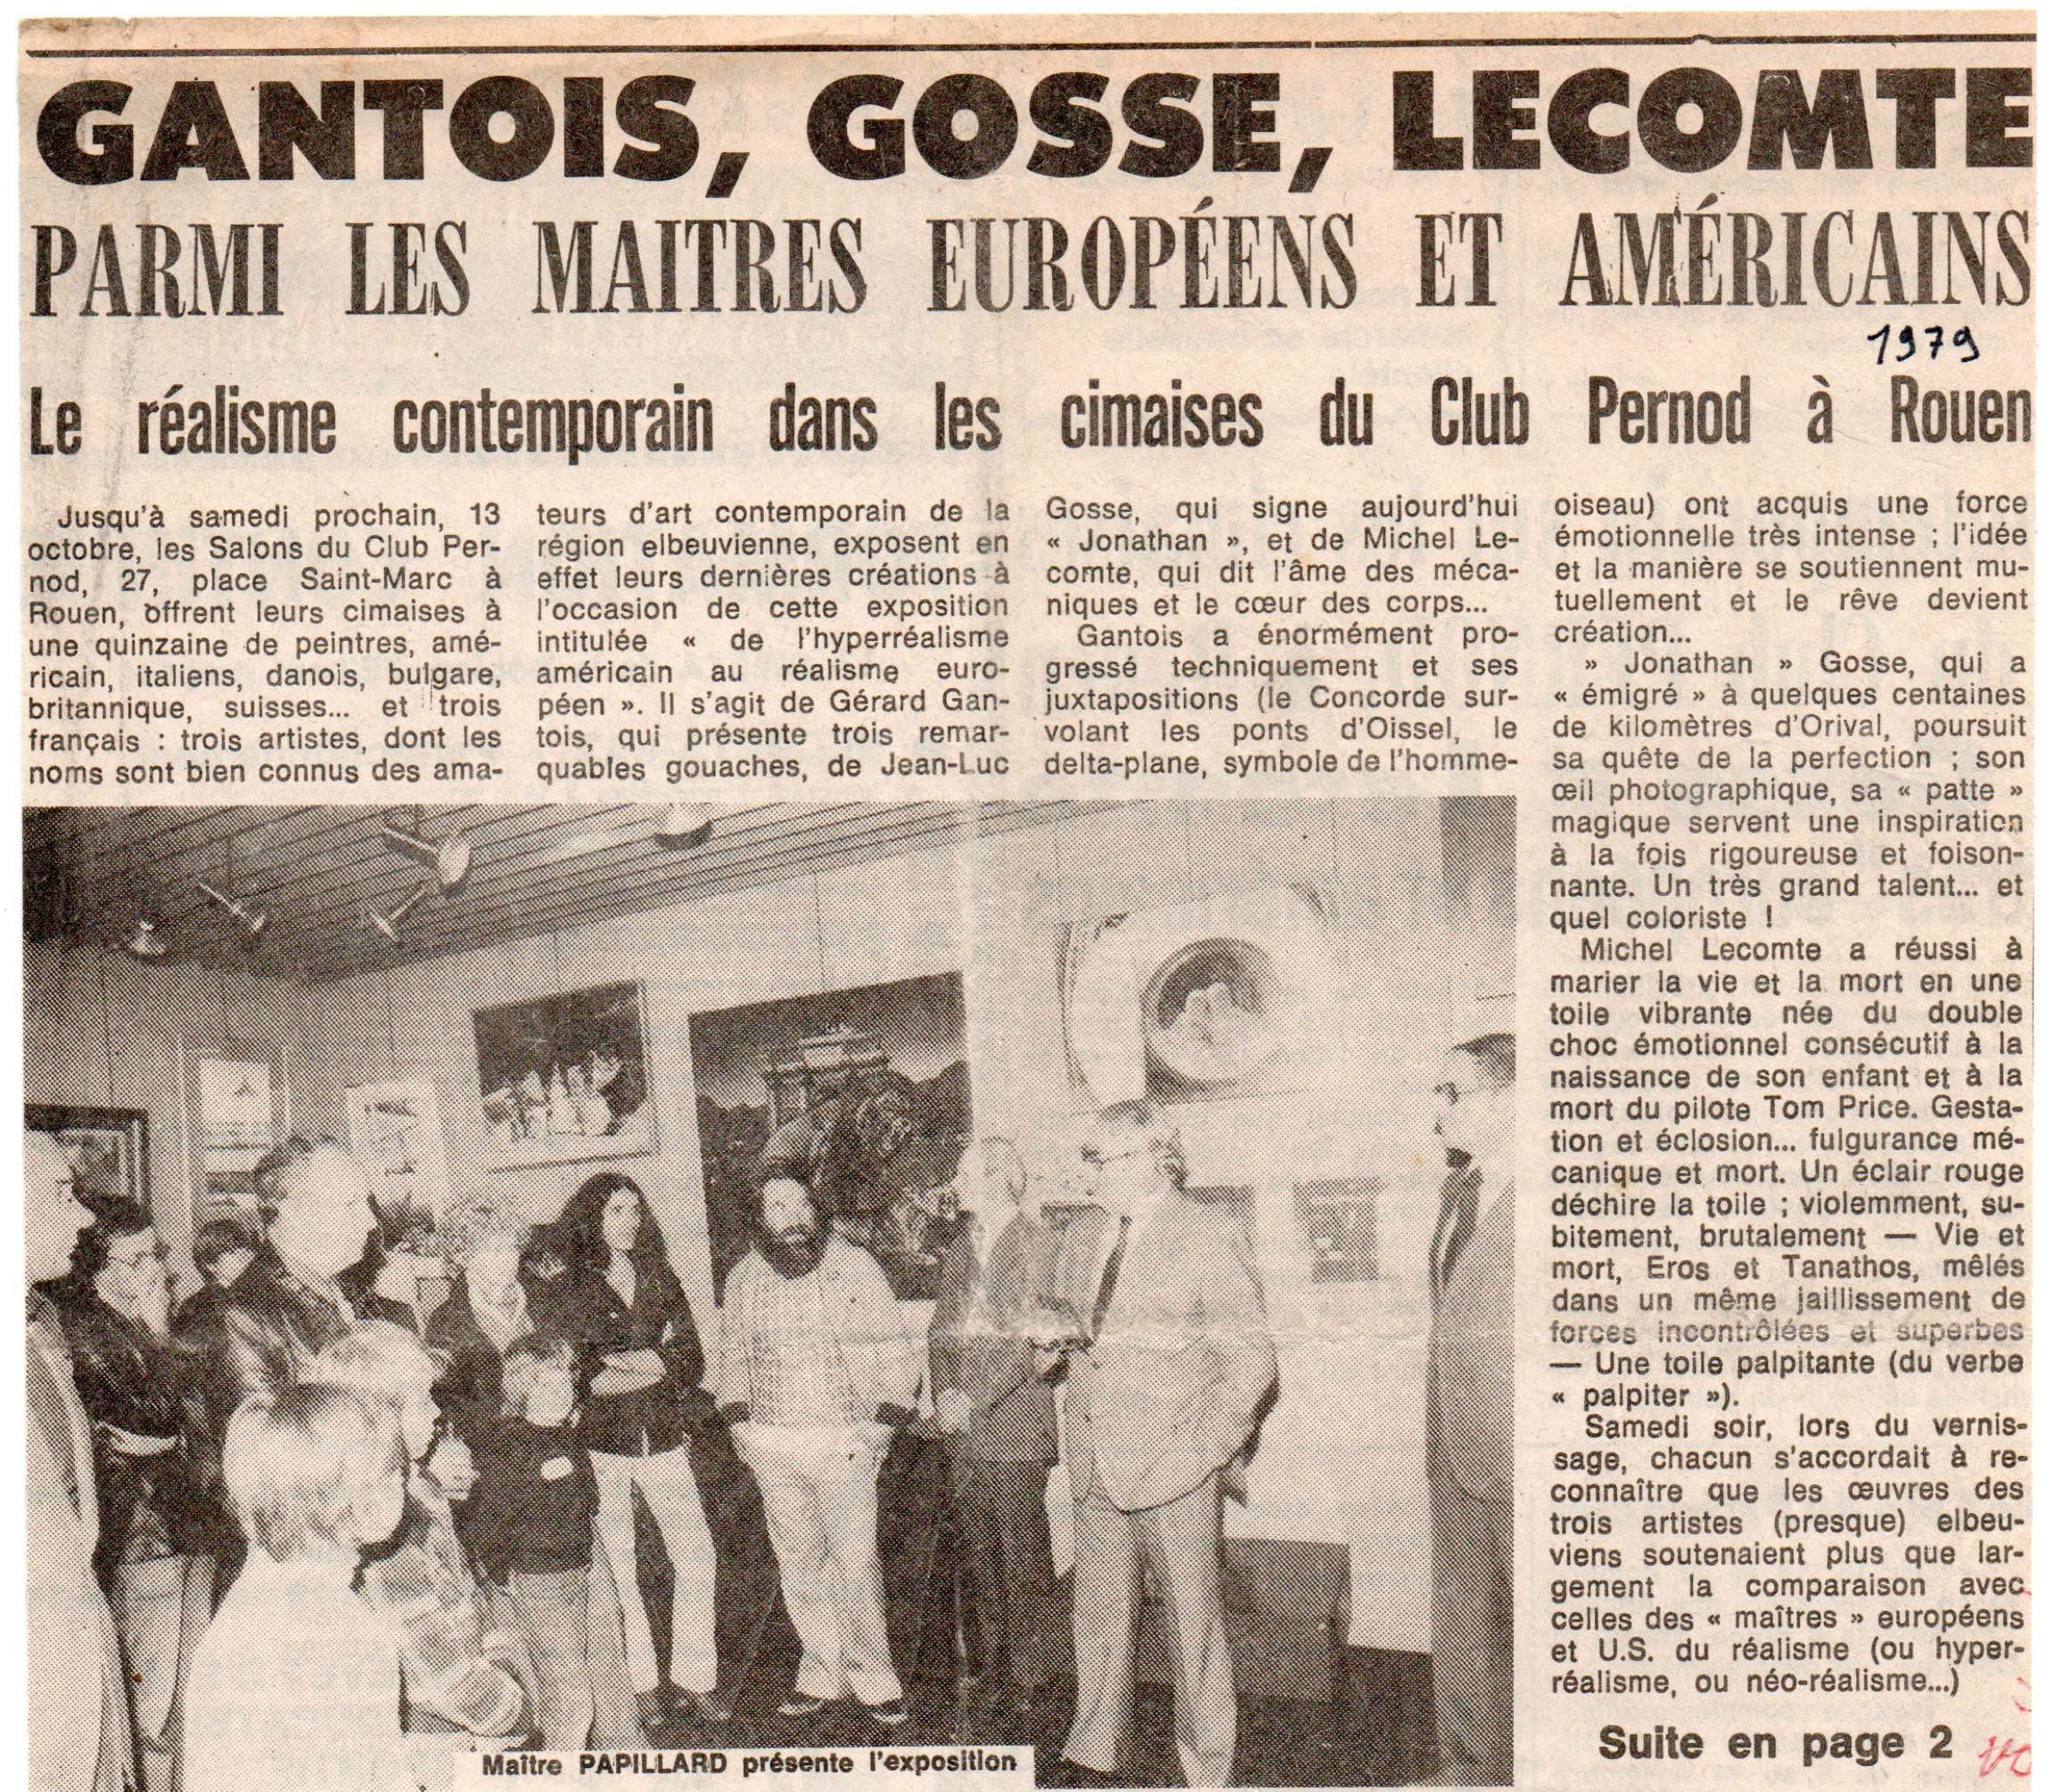 GANTOIS, GOSSE, LECOMTE
PARMI LES MAITRES EUROPÉENS ET AMÉRICAINS
1979
Le réalisme contemporain dans les cimaises du Club Pernod à Rouen
Jusqu'à samedi prochain, 13
octobre, les Salons du Club Per-
nod, 27, place Saint-Marc à
Rouen, offrent leurs cimaises à
une quinzaine de peintres, amé-
ricain, italiens, danois, bulgare,
britannique, suisses... et trois
français : trois artistes, dont les
noms sont bien connus des ama-
teurs d'art contemporain de la
région elbeuvienne, exposent en
effet leurs dernières créations à
l'occasion de cette exposition
intitulée « de l'hyperréalisme
américain au réalisme euro-
péen ». Il s'agit de Gérard Gan-
tois, qui présente trois remar-
quables gouaches, de Jean-Luc
Gosse, qui signe aujourd'hui
« Jonathan », et de Michel Le-
comte, qui dit l'âme des méca-
niques et le cœur des corps...
Gantois a énormément pro-
gressé techniquement et ses
juxtapositions (le Concorde sur-
volant les ponts d'Oissel, le
delta-plane, symbole de l'homme-
oiseau) ont acquis une force
émotionnelle très intense ; l'idée
et la manière se soutiennent mu-
tuellement et le rêve devient
création...
» Jonathan » Gosse, qui a
« émigré » à quelques centaines
de kilomètres d'Orival, poursuit
sa quête de la perfection ; son
œil photographique, sa « patte »
magique servent une inspiration
à la fois rigoureuse et foison-
nante. Un très grand talent... et
quel coloriste !
Michel Lecomte a réussi à
marier la vie et la mort en une
toile vibrante née du double
choc émotionnel consécutif à la
naissance de son enfant et à la
mort du pilote Tom Price. Gesta-
tion et éclosion... fulgurance mé-
canique et mort. Un éclair rouge
déchire la toile ; violemment, su-
bitement, brutalement — Vie et
mort, Eros et Tanathos, mêlés
dans un même jaillissement de
forces incontrôlées et superbes
— Une toile palpitante (du verbe
« palpiter »).
Samedi soir, lors du vernis-
sage, chacun s'accordait à re-
connaître que les œuvres des
trois artistes (presque) elbeu-
viens soutenaient plus que lar-
gement la comparaison avec
celles des « maîtres » européens
et U.S. du réalisme (ou hyper-
réalisme, ou néo-réalisme...)
Suite en page 2
Maître PAPILLARD présente l'exposition